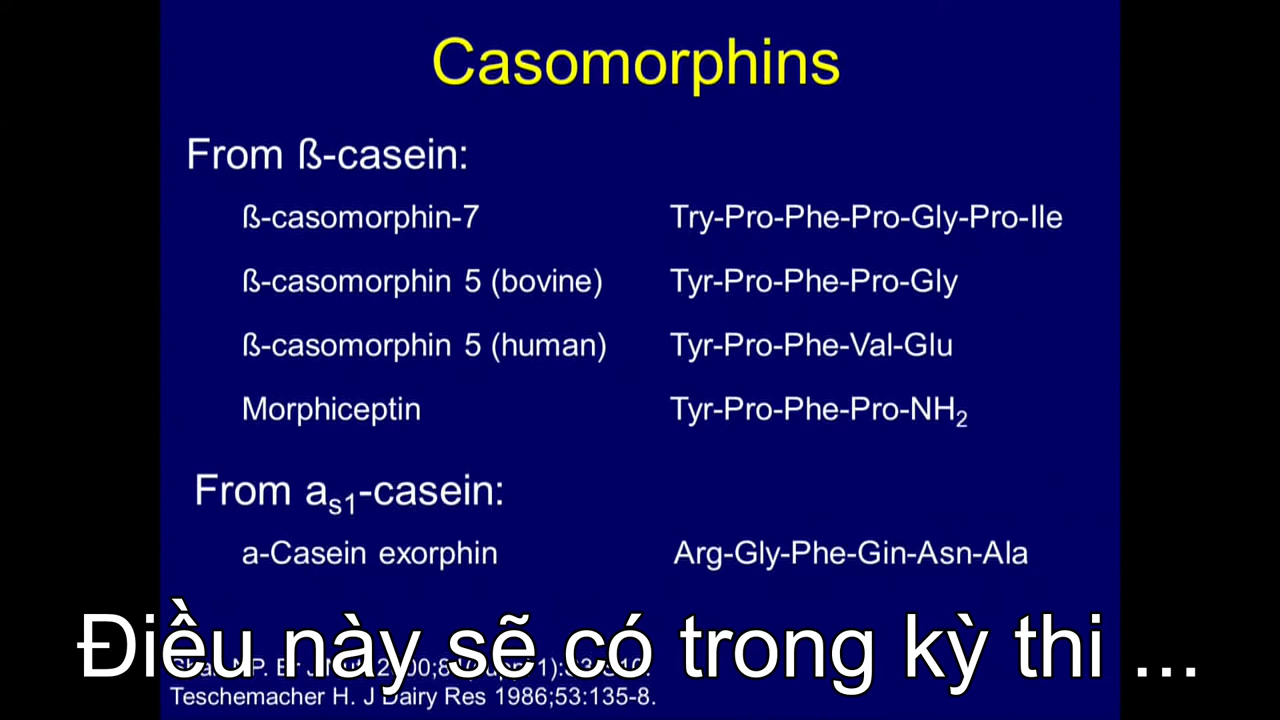 Casomorphins
From ß-casein:
ß-casomorphin-7 Try-Pro-Phe-Pro-Gly-Pro-Ile
ß-casomorphin 5 (bovine) Tyr-Pro-Phe-Pro-Gly
ß-casomorphin 5 (human) Tyr-Pro-Phe-Val-Glu
Morphiceptin Tyr-Pro-Phe-Pro-NH₂
From aₛ₁-casein:
a-Casein exorphin Arg-Gly-Phe-Gin-Asn-Ala
Điều này sẽ có trong kỳ thi ...
Teschemacher H. J Dairy Res 1986;53:135-8.